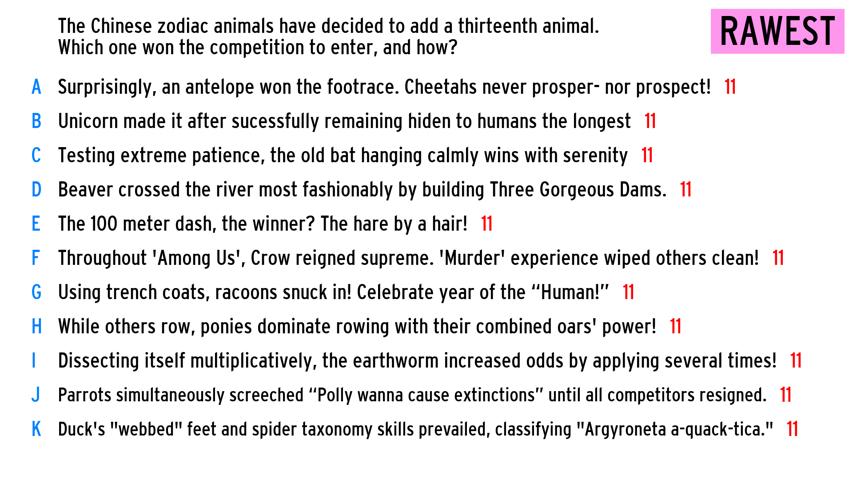 The Chinese zodiac animals have decided to add a thirteenth animal.
Which one won the competition to enter, and how?
RAWEST
A Surprisingly, an antelope won the footrace. Cheetahs never prosper- nor prospect! 11
B Unicorn made it after sucessfully remaining hiden to humans the longest 11
C Testing extreme patience, the old bat hanging calmly wins with serenity 11
D Beaver crossed the river most fashionably by building Three Gorgeous Dams. 11
E The 100 meter dash, the winner? The hare by a hair! 11
F Throughout 'Among Us', Crow reigned supreme. 'Murder' experience wiped others clean! 11
G Using trench coats, racoons snuck in! Celebrate year of the “Human!” 11
H While others row, ponies dominate rowing with their combined oars' power! 11
I Dissecting itself multiplicatively, the earthworm increased odds by applying several times! 11
J Parrots simultaneously screeched “Polly wanna cause extinctions” until all competitors resigned. 11
K Duck's "webbed" feet and spider taxonomy skills prevailed, classifying "Argyroneta a-quack-tica." 11